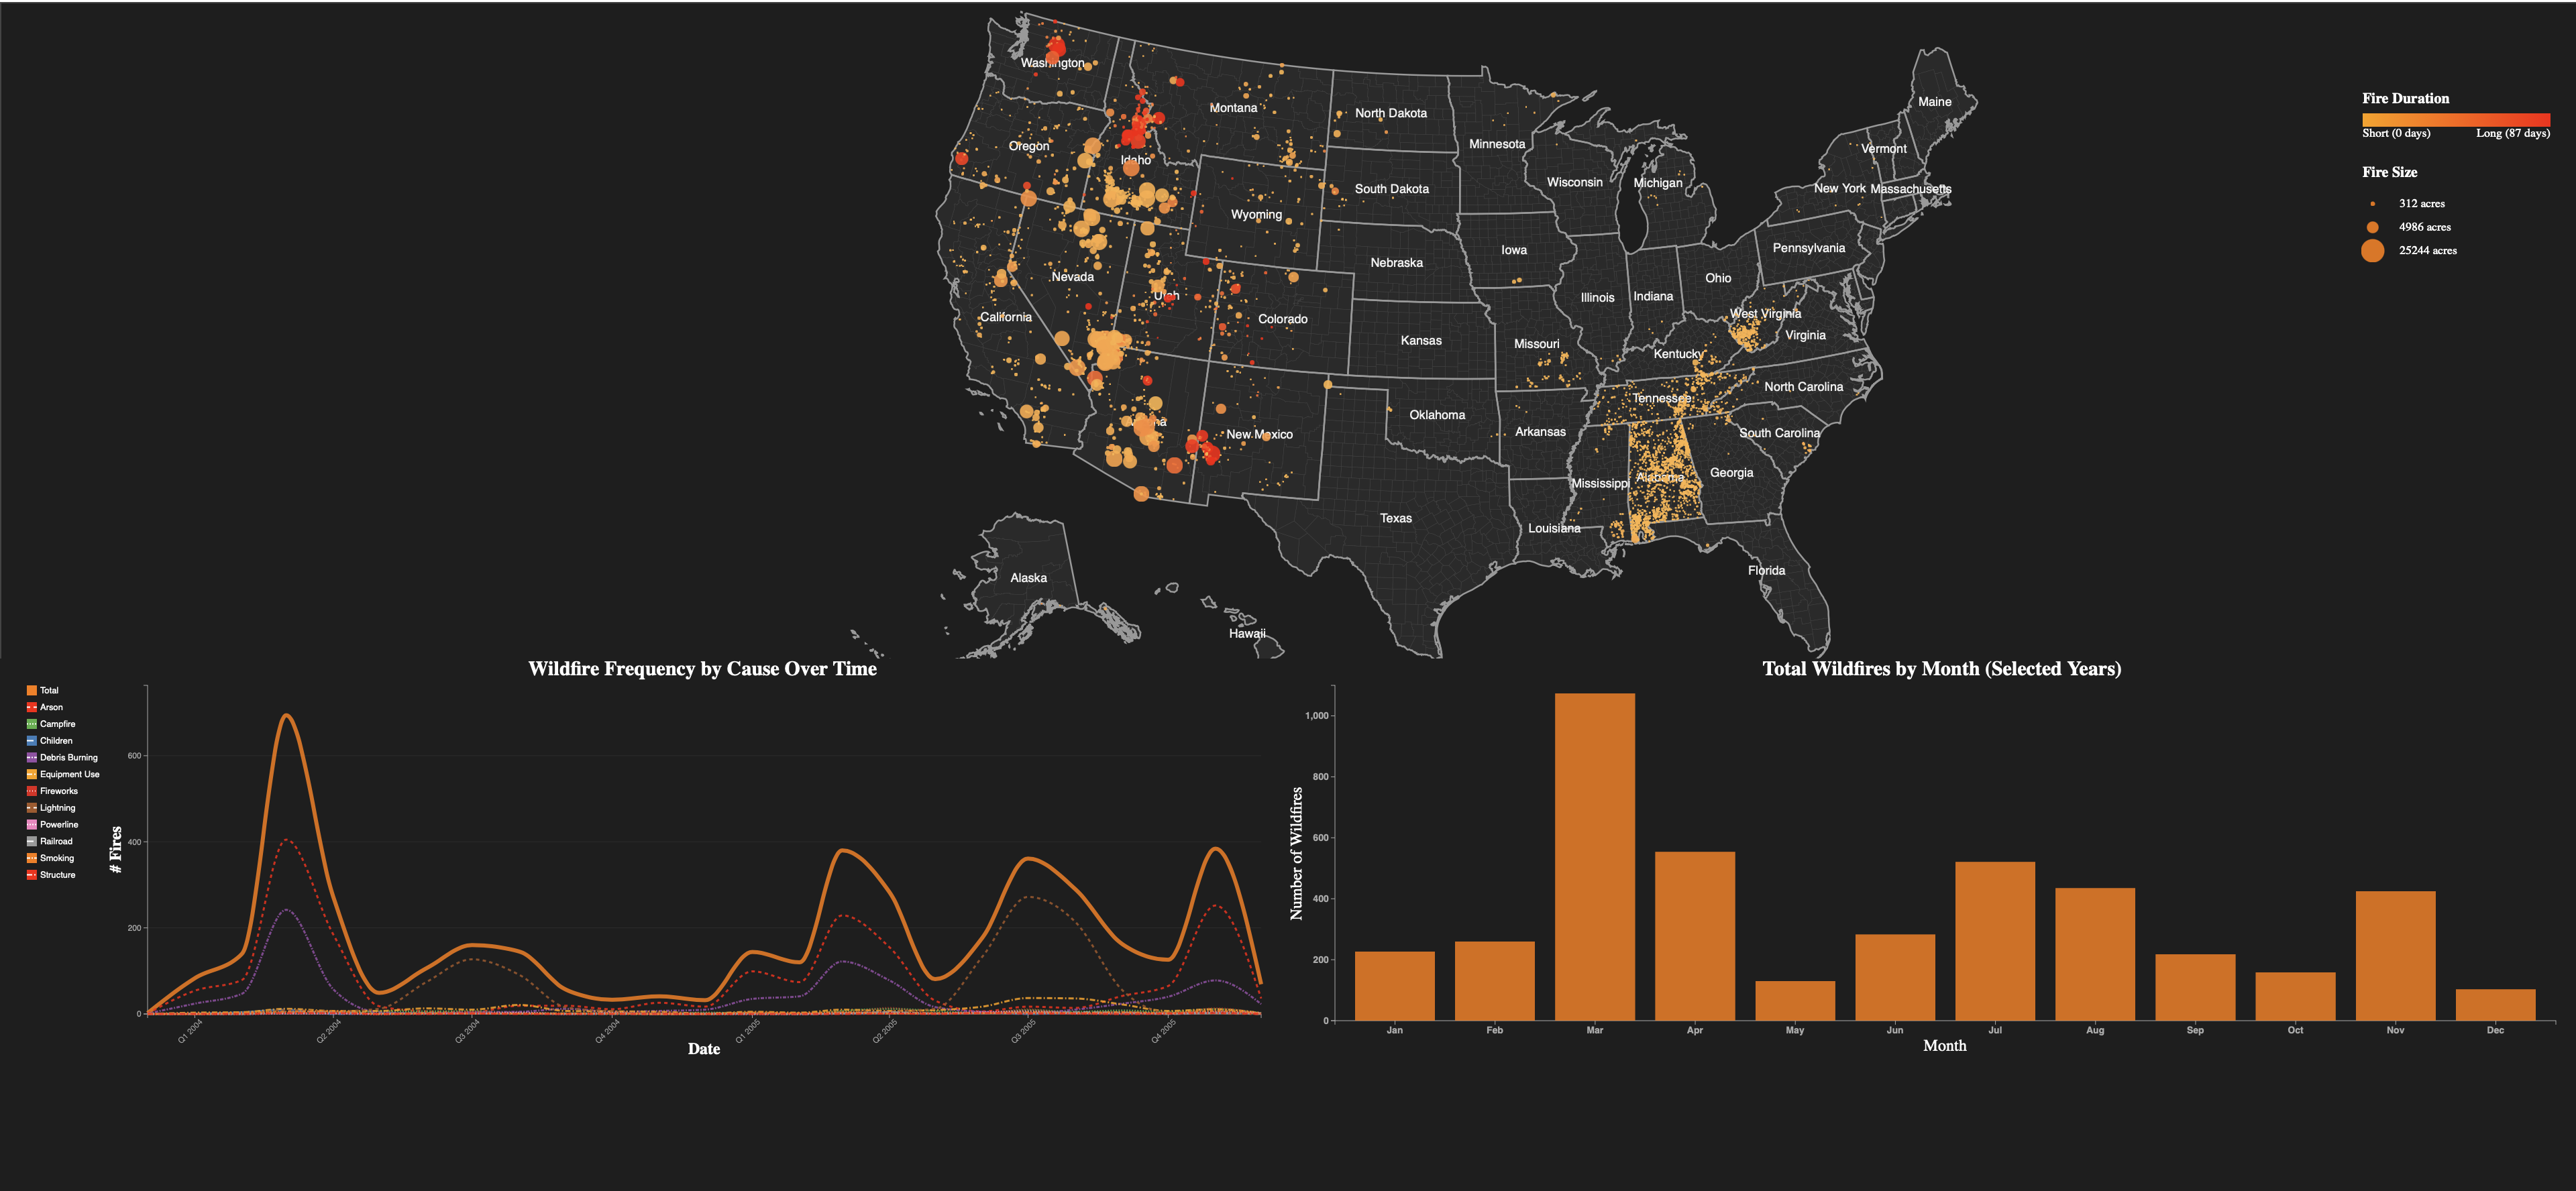 Washington
Montana
North Dakota
Minnesota
Maine
Oregon
Idaho
South Dakota
Wisconsin
Michigan
Vermont
New York
Massachusetts
Wyoming
Iowa
Pennsylvania
Nebraska
Nevada
Utah
Ohio
Illinois
Indiana
California
Colorado
Kansas
Missouri
West Virginia
Virginia
Kentucky
Tennessee
North Carolina
Arizona
New Mexico
Oklahoma
Arkansas
South Carolina
Mississippi
Alabama
Georgia
Texas
Louisiana
Florida
Alaska
Hawaii
Fire Duration
Short (0 days) Long (87 days)
Fire Size
312 acres
4986 acres
25244 acres
Wildfire Frequency by Cause Over Time
Total
Arson
Campfire
Children
Debris Burning
Equipment Use
Fireworks
Lightning
Powerline
Railroad
Smoking
Structure
# Fires
600
400
200
0
Q1 2004
Q2 2004
Q3 2004
Q4 2004
Q1 2005
Q2 2005
Q3 2005
Q4 2005
Date
Total Wildfires by Month (Selected Years)
Number of Wildfires
1,000
800
600
400
200
0
Jan Feb Mar Apr May Jun Jul Aug Sep Oct Nov Dec
Month